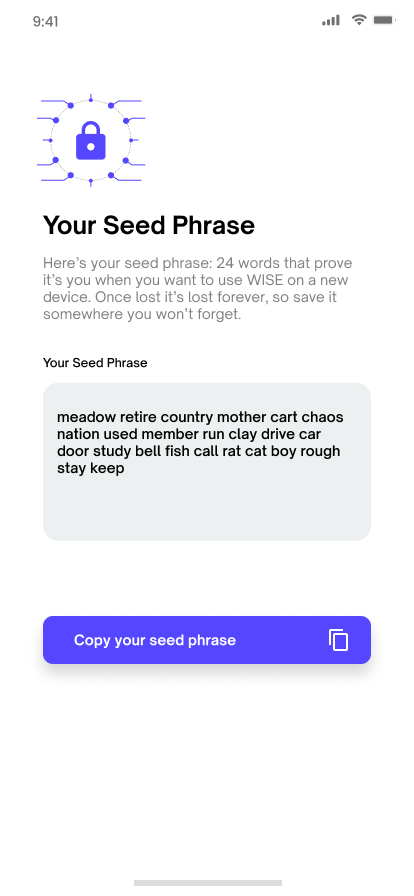 9:41
Your Seed Phrase
Here’s your seed phrase: 24 words that prove
it’s you when you want to use WISE on a new
device. Once lost it’s lost forever, so save it
somewhere you won’t forget.
Your Seed Phrase
meadow retire country mother cart chaos
nation used member run clay drive car
door study bell fish call rat cat boy rough
stay keep
Copy your seed phrase